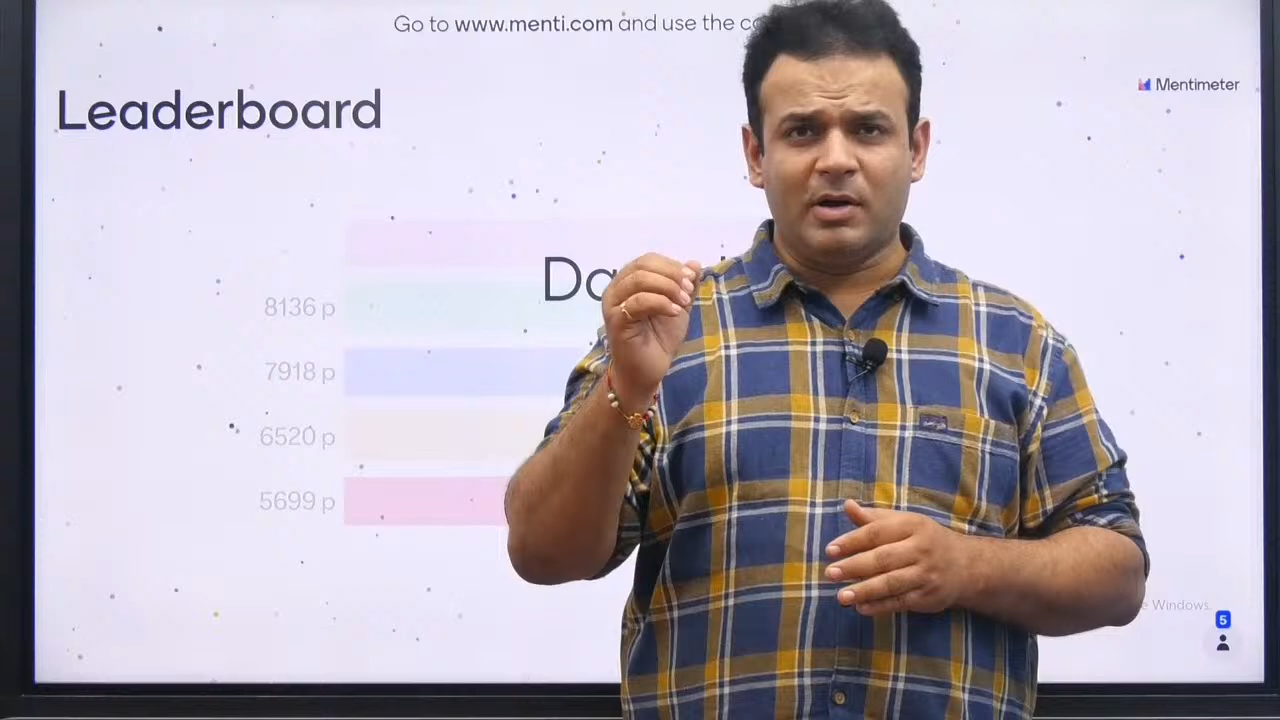 Go to www.menti.com and use the
Mentimeter
Leaderboard
8136 p
7918 p
6520 p
5699 p
Windows.
5